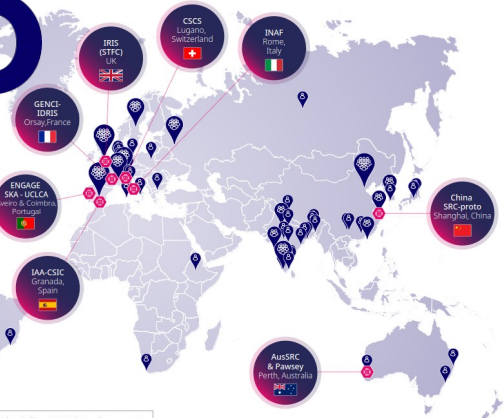 CSCS
Lugano,
Switzerland
INAF
Rome,
Italy
IRIS
(STFC)
UK
GENCI-
IDRIS
Orsay,France
ENGAGE
SKA - UCLCA
Coimbra,
Portugal
China
SRC-proto
Shanghai, China
IAA-CSIC
Granada,
Spain
AusSRC
& Pawsey
Perth, Australia